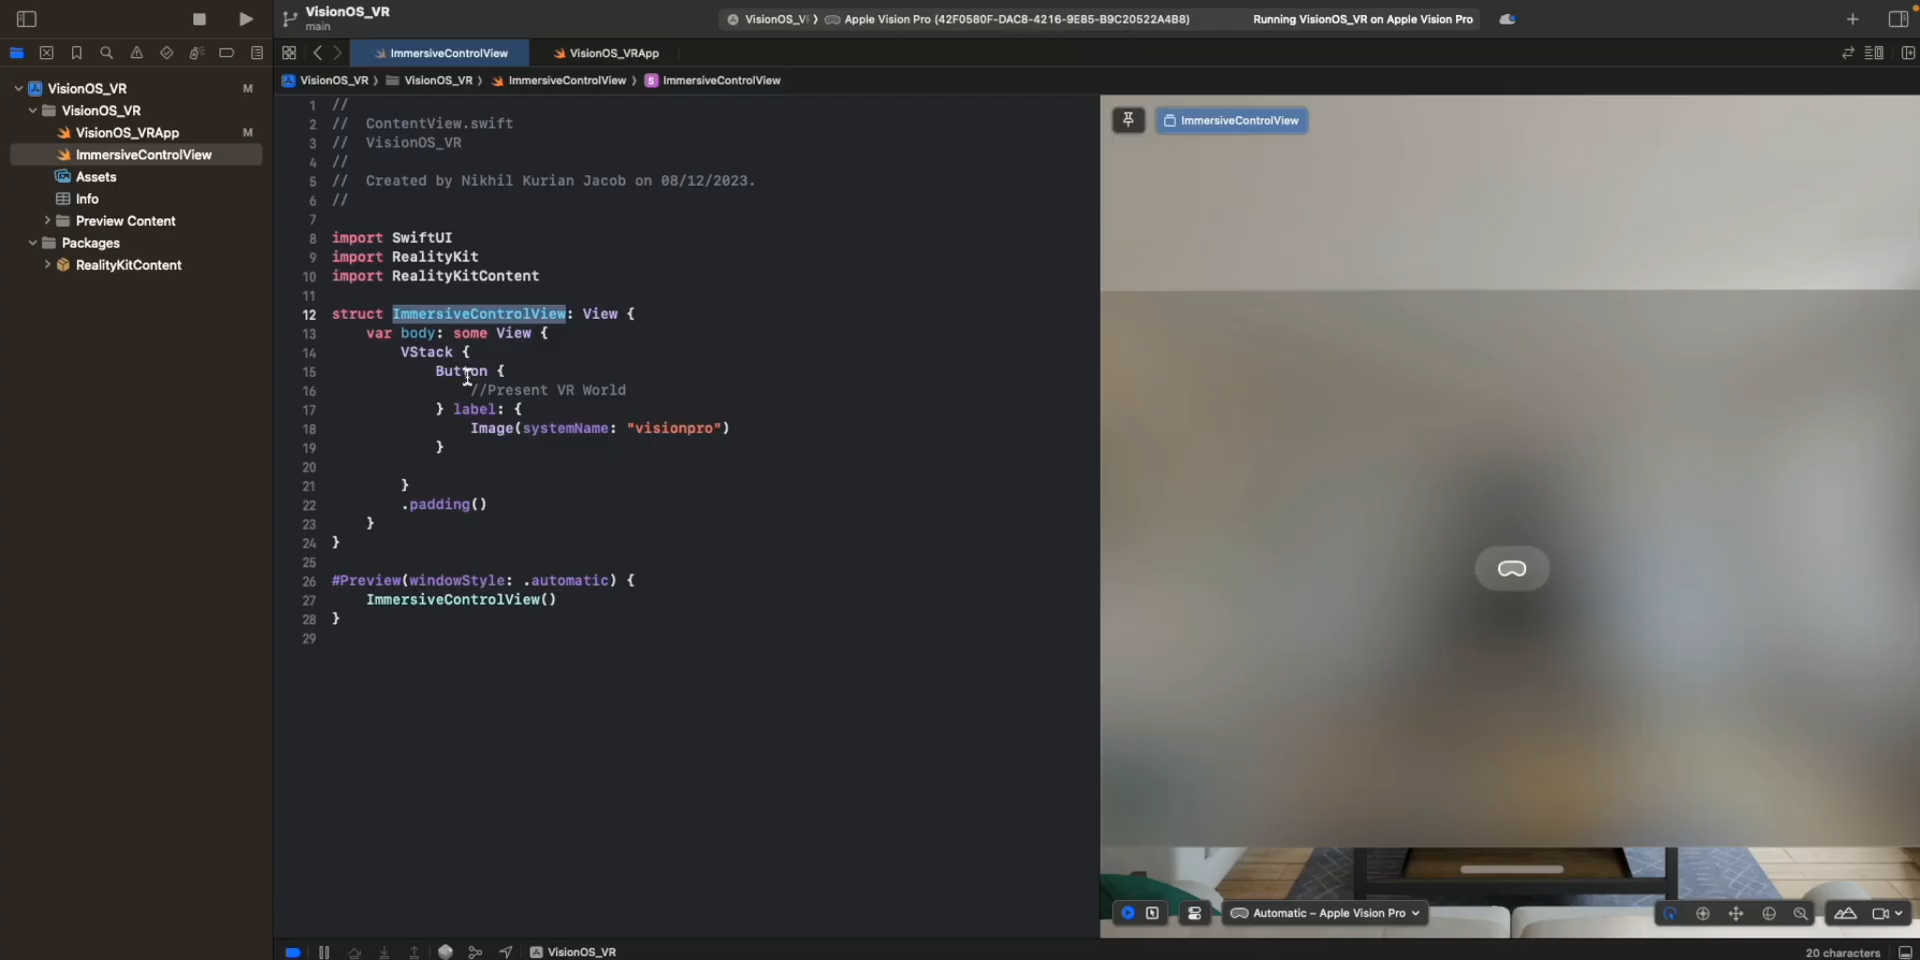 VisionOS_VR
main
VisionOS_V
Apple Vision Pro (42F0580F-DAC8-4216-9E85-B9C20522A4B8)
Running VisionOS_VR on Apple Vision Pro
ImmersiveControlView
VisionOS_VRApp
VisionOS_VR
VisionOS_VR
ImmersiveControlView
ImmersiveControlView
VisionOS_VR M
VisionOS_VR
VisionOS_VRApp M
ImmersiveControlView
Assets
Info
Preview Content
Packages
RealityKitContent
1 //
2 // ContentView.swift
3 // VisionOS_VR
4 //
5 // Created by Nikhil Kurian Jacob on 08/12/2023.
6 //
7
8 import SwiftUI
9 import RealityKit
10 import RealityKitContent
11
12 struct ImmersiveControlView: View {
13 var body: some View {
14 VStack {
15 Button {
16 //Present VR World
17 } label: {
18 Image(systemName: "visionpro")
19 }
20
21 }
22 .padding()
23 }
24 }
25
26 #Preview(windowStyle: .automatic) {
27 ImmersiveControlView()
28 }
29
ImmersiveControlView
Automatic – Apple Vision Pro
VisionOS_VR
20 characters